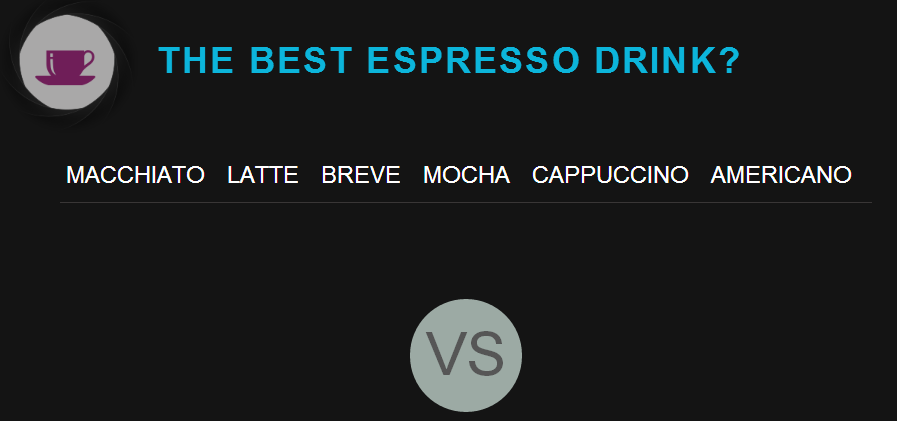 THE BEST ESPRESSO DRINK?
MACCHIATO LATTE BREVE MOCHA CAPPUCCINO AMERICANO
VS